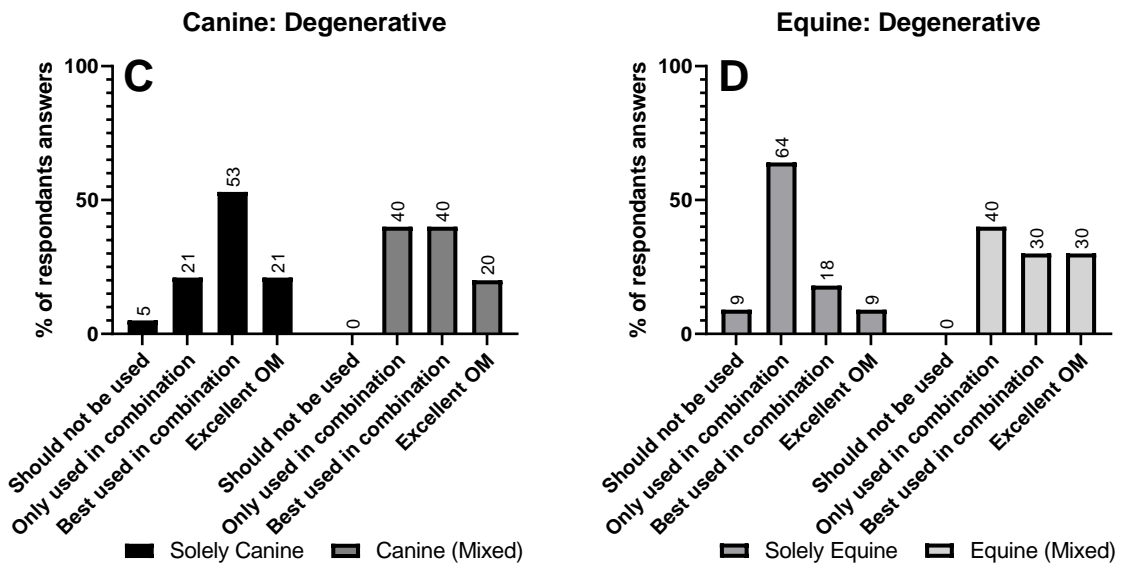 Canine: Degenerative
C
% of respondants answers
100
50
0
5
21
53
21
0
40
40
20
Should not be used
Only used in combination
Best used in combination
Excellent OM
Should not be used
Only used in combination
Best used in combination
Excellent OM
Solely Canine
Canine (Mixed)
Equine: Degenerative
D
% of respondants answers
100
50
0
9
64
18
9
0
40
30
30
Should not be used
Only used in combination
Best used in combination
Excellent OM
Should not be used
Only used in combination
Best used in combination
Excellent OM
Solely Equine
Equine (Mixed)